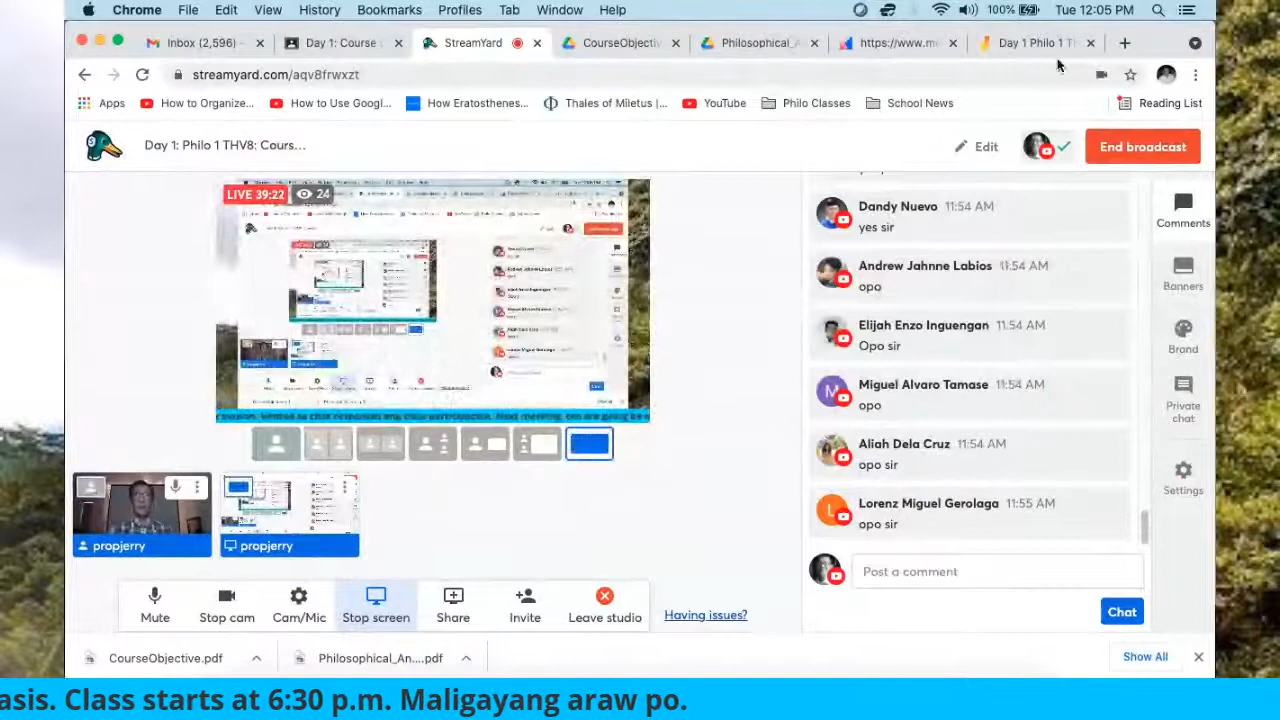 Chrome File Edit View History Bookmarks Profiles Tab Window Help 100% Tue 12:05 PM
Inbox (2,596) - Day 1: Course StreamYard CourseObjectiv Philosophical_A https://www.m Day 1 Philo 1 T
streamyard.com/aqv8frwxzt
Apps How to Organize... How to Use Googl... How Eratosthenes... Thales of Miletus |... YouTube Philo Classes School News Reading List
Day 1: Philo 1 THV8: Cours... Edit End broadcast
LIVE 39:22 24
Dandy Nuevo 11:54 AM
yes sir
Andrew Jahnne Labios 11:54 AM
opo
Elijah Enzo Inguengan 11:54 AM
Opo sir
Miguel Alvaro Tamase 11:54 AM
opo
Aliah Dela Cruz 11:54 AM
opo sir
Lorenz Miguel Gerolaga 11:55 AM
opo sir
Comments
Banners
Brand
Private
chat
Settings
propjerry propjerry
Post a comment
Chat
Mute Stop cam Cam/Mic Stop screen Share Invite Leave studio Having issues?
CourseObjective.pdf Philosophical_An....pdf Show All
asis. Class starts at 6:30 p.m. Maligayang araw po.